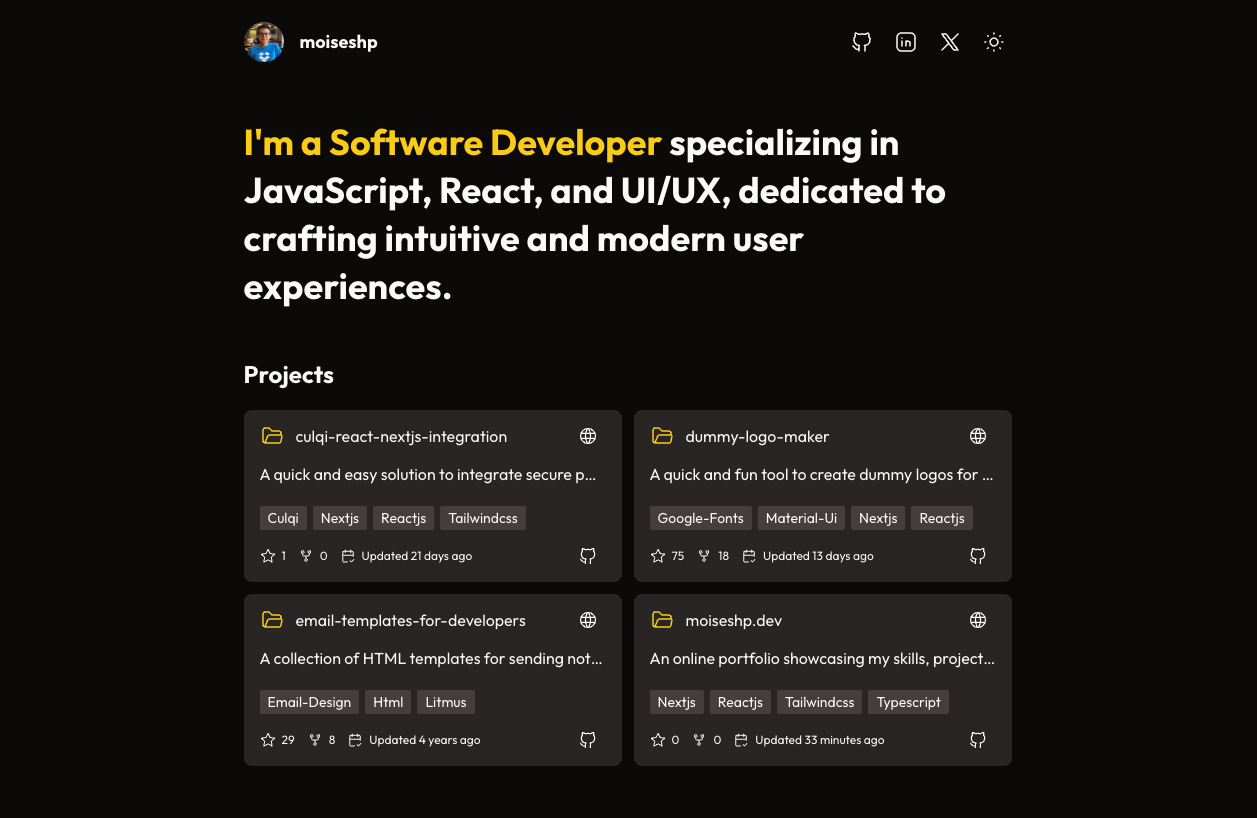 moiseshp
I'm a Software Developer specializing in
JavaScript, React, and UI/UX, dedicated to
crafting intuitive and modern user
experiences.
Projects
culqi-react-nextjs-integration
A quick and easy solution to integrate secure p...
Culqi Nextjs Reactjs Tailwindcss
1 0 Updated 21 days ago
dummy-logo-maker
A quick and fun tool to create dummy logos for ...
Google-Fonts Material-Ui Nextjs Reactjs
75 18 Updated 13 days ago
email-templates-for-developers
A collection of HTML templates for sending not...
Email-Design Html Litmus
29 8 Updated 4 years ago
moiseshp.dev
An online portfolio showcasing my skills, project...
Nextjs Reactjs Tailwindcss Typescript
0 0 Updated 33 minutes ago